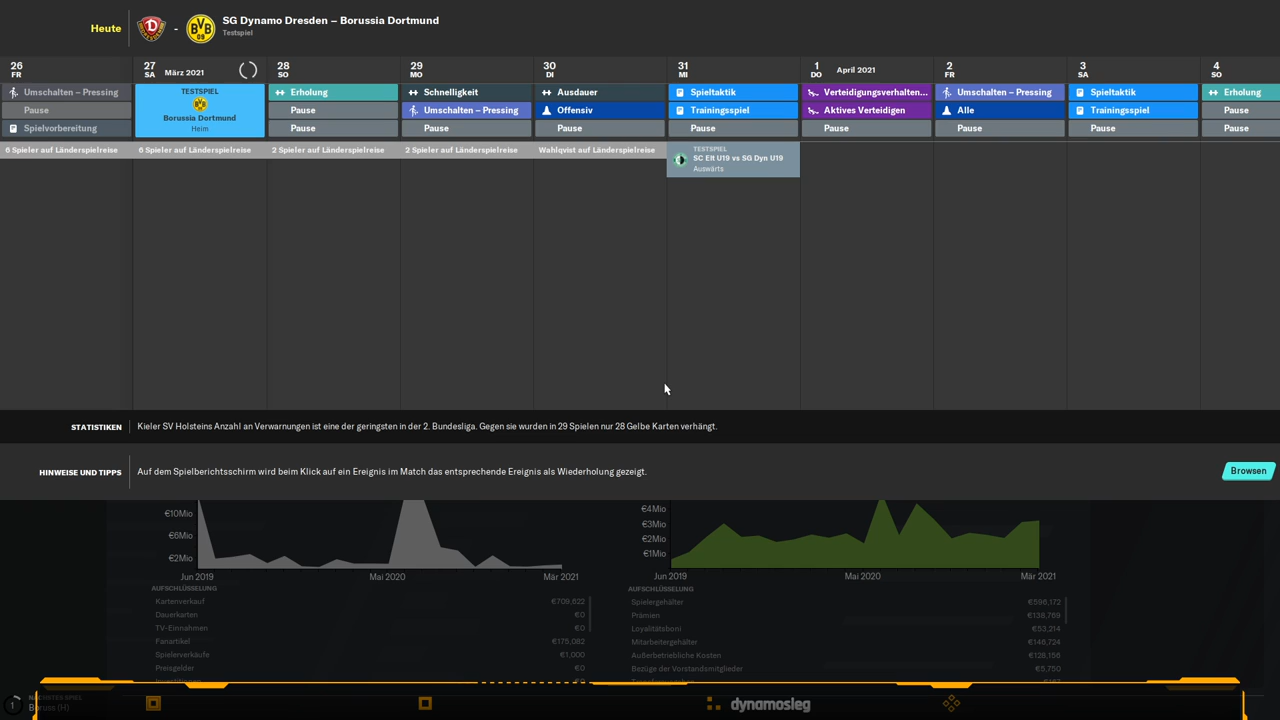 Heute
SG Dynamo Dresden – Borussia Dortmund
Testspiel
26 FR
27 SA März 2021
28 SO
29 MO
30 DI
31 MI
1 DO April 2021
2 FR
3 SA
4 SO
Umschalten – Pressing
Pause
Spielvorbereitung
TESTSPIEL
Borussia Dortmund
Heim
Erholung
Pause
Pause
Schnelligkeit
Umschalten – Pressing
Pause
Ausdauer
Offensiv
Pause
Spieltaktik
Trainingsspiel
Pause
Verteidigungsverhalten...
Aktives Verteidigen
Pause
Umschalten – Pressing
Alle
Pause
Spieltaktik
Trainingsspiel
Pause
Erholung
Pause
Pause
6 Spieler auf Länderspielreise
6 Spieler auf Länderspielreise
2 Spieler auf Länderspielreise
2 Spieler auf Länderspielreise
Wahlqvist auf Länderspielreise
TESTSPIEL
SC Elt U19 vs SG Dyn U19
Auswärts
STATISTIKEN
Kieler SV Holsteins Anzahl an Verwarnungen ist eine der geringsten in der 2. Bundesliga. Gegen sie wurden in 29 Spielen nur 28 Gelbe Karten verhängt.
HINWEISE UND TIPPS
Auf dem Spielberichtsschirm wird beim Klick auf ein Ereignis im Match das entsprechende Ereignis als Wiederholung gezeigt.
Browsen
€10Mio
€6Mio
€2Mio
Jun 2019
Mai 2020
Mär 2021
€4Mio
€3Mio
€2Mio
€1Mio
Jun 2019
Mai 2020
Mär 2021
AUFSCHLÜSSELUNG
Kartenverkauf €709,622
Dauerkarten €0
TV-Einnahmen €0
Fanartikel €175,082
Spielerverkäufe €1,000
Preisgelder €0
AUFSCHLÜSSELUNG
Spielergehälter €596,172
Prämien €138,769
Loyalitätsboni €53,214
Mitarbeitergehälter €146,724
Außerbetriebliche Kosten €128,156
Bezüge der Vorstandsmitglieder €5,750
1
NÄCHSTES SPIEL
dynamosleg